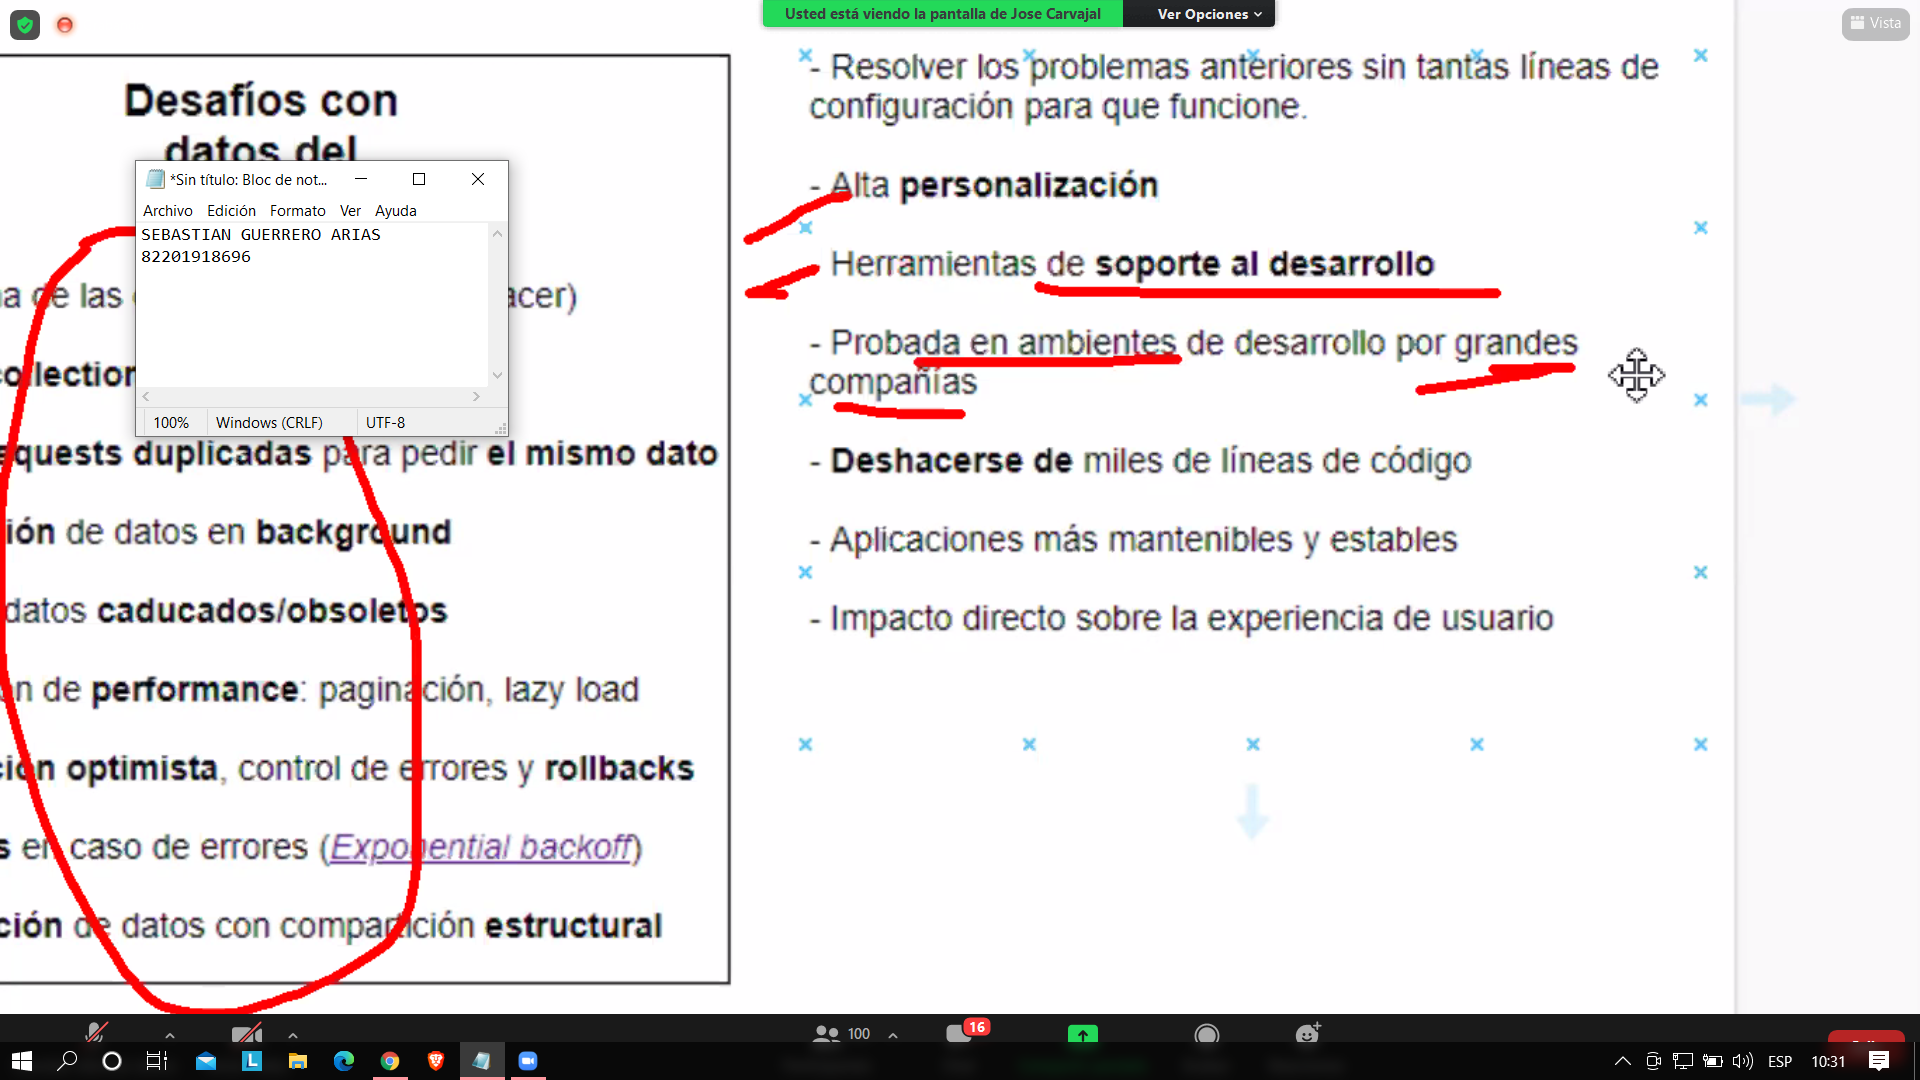 Usted está viendo la pantalla de Jose Carvajal
Ver Opciones
Vista
Desafíos con
datos del
*Sin título: Bloc de not...
Archivo Edición Formato Ver Ayuda
SEBASTIAN GUERRERO ARIAS
82201918696
100% Windows (CRLF) UTF-8
de las
acer)
ollection
quests duplicadas para pedir el mismo dato
ión de datos en background
datos caducados/obsoletos
n de performance: paginación, lazy load
ción optimista, control de errores y rollbacks
s en caso de errores (Exponential backoff)
ción de datos con compartición estructural
- Resolver los problemas anteriores sin tantas líneas de
configuración para que funcione.
- Alta personalización
Herramientas de soporte al desarrollo
- Probada en ambientes de desarrollo por grandes
compañías
- Deshacerse de miles de líneas de código
- Aplicaciones más mantenibles y estables
- Impacto directo sobre la experiencia de usuario
100
16
L
ESP
10:31